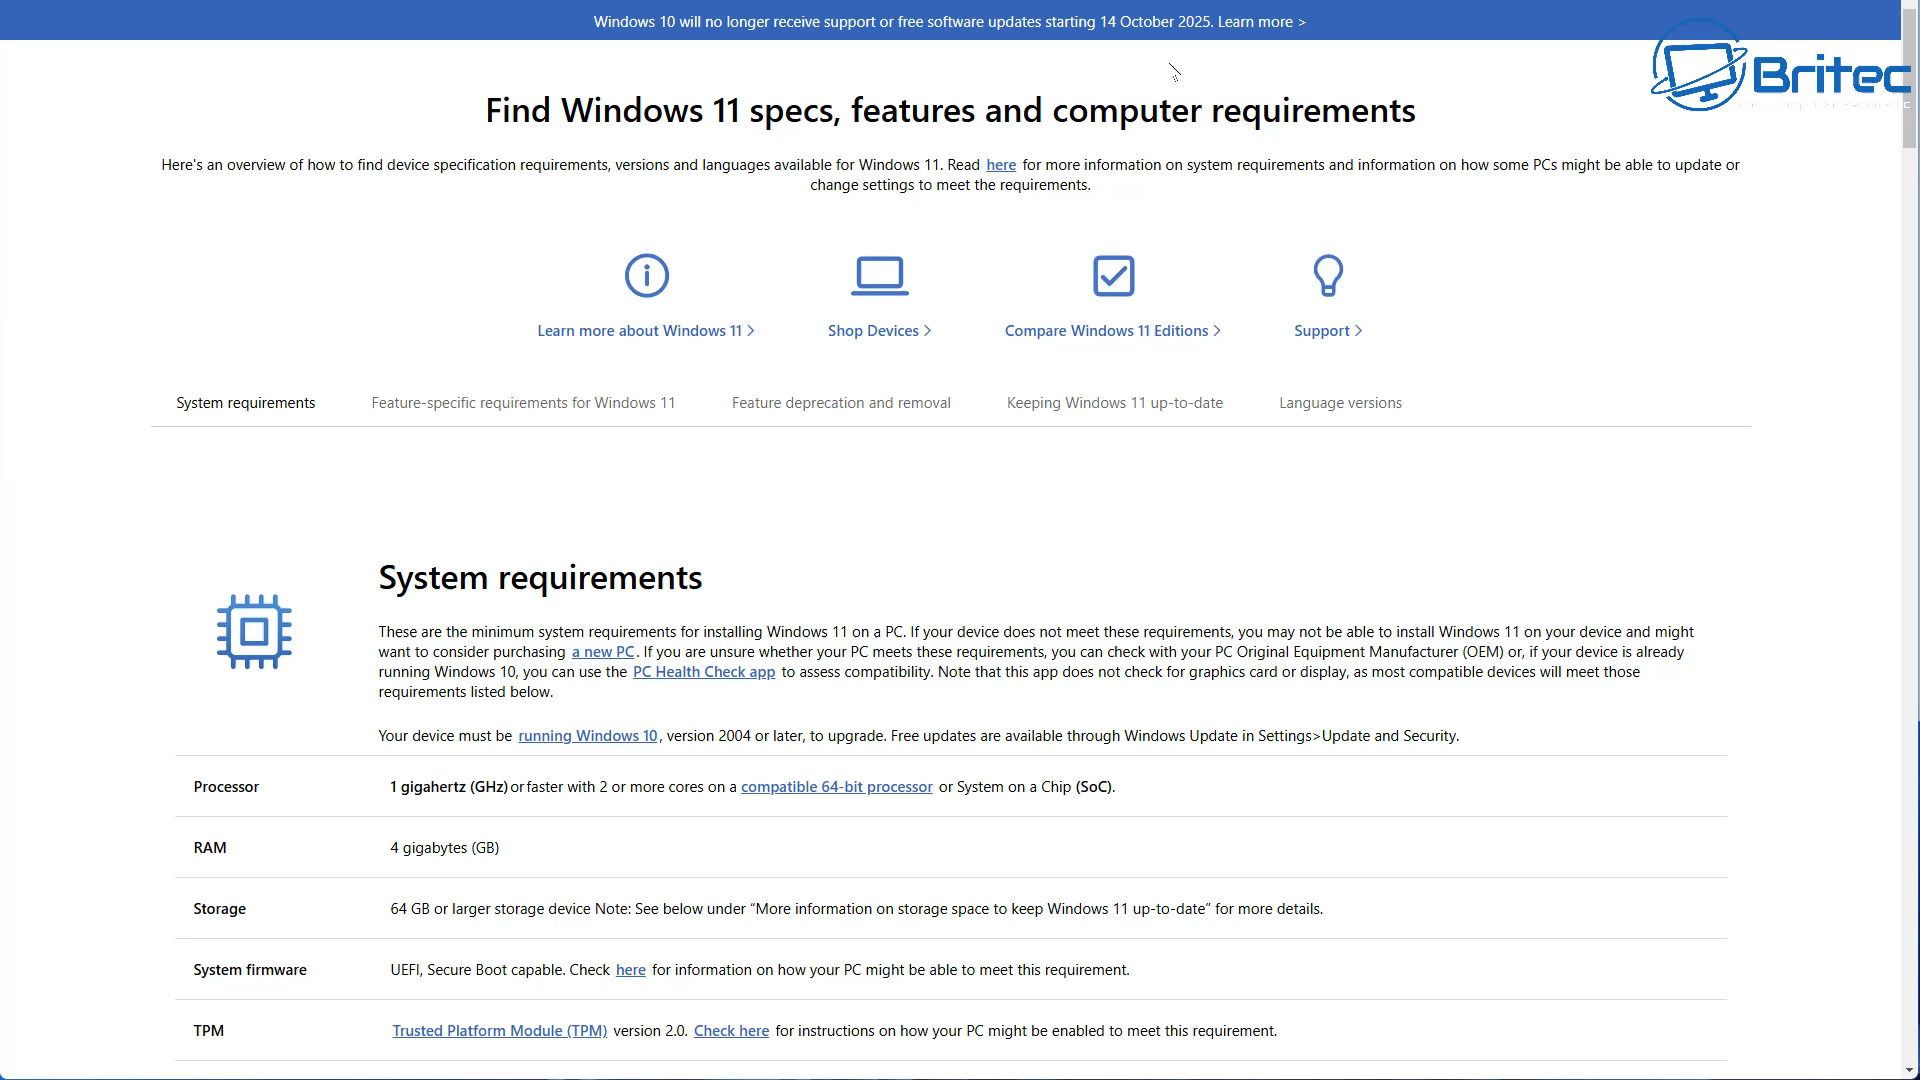 Windows 10 will no longer receive support or free software updates starting 14 October 2025. Learn more >
Britec
Find Windows 11 specs, features and computer requirements
Here's an overview of how to find device specification requirements, versions and languages available for Windows 11. Read here for more information on system requirements and information on how some PCs might be able to update or
change settings to meet the requirements.
Learn more about Windows 11 >
Shop Devices >
Compare Windows 11 Editions >
Support >
System requirements
Feature-specific requirements for Windows 11
Feature deprecation and removal
Keeping Windows 11 up-to-date
Language versions
System requirements
These are the minimum system requirements for installing Windows 11 on a PC. If your device does not meet these requirements, you may not be able to install Windows 11 on your device and might
want to consider purchasing a new PC. If you are unsure whether your PC meets these requirements, you can check with your PC Original Equipment Manufacturer (OEM) or, if your device is already
running Windows 10, you can use the PC Health Check app to assess compatibility. Note that this app does not check for graphics card or display, as most compatible devices will meet those
requirements listed below.
Your device must be running Windows 10, version 2004 or later, to upgrade. Free updates are available through Windows Update in Settings>Update and Security.
Processor
1 gigahertz (GHz) or faster with 2 or more cores on a compatible 64-bit processor or System on a Chip (SoC).
RAM
4 gigabytes (GB)
Storage
64 GB or larger storage device Note: See below under “More information on storage space to keep Windows 11 up-to-date” for more details.
System firmware
UEFI, Secure Boot capable. Check here for information on how your PC might be able to meet this requirement.
TPM
Trusted Platform Module (TPM) version 2.0. Check here for instructions on how your PC might be enabled to meet this requirement.